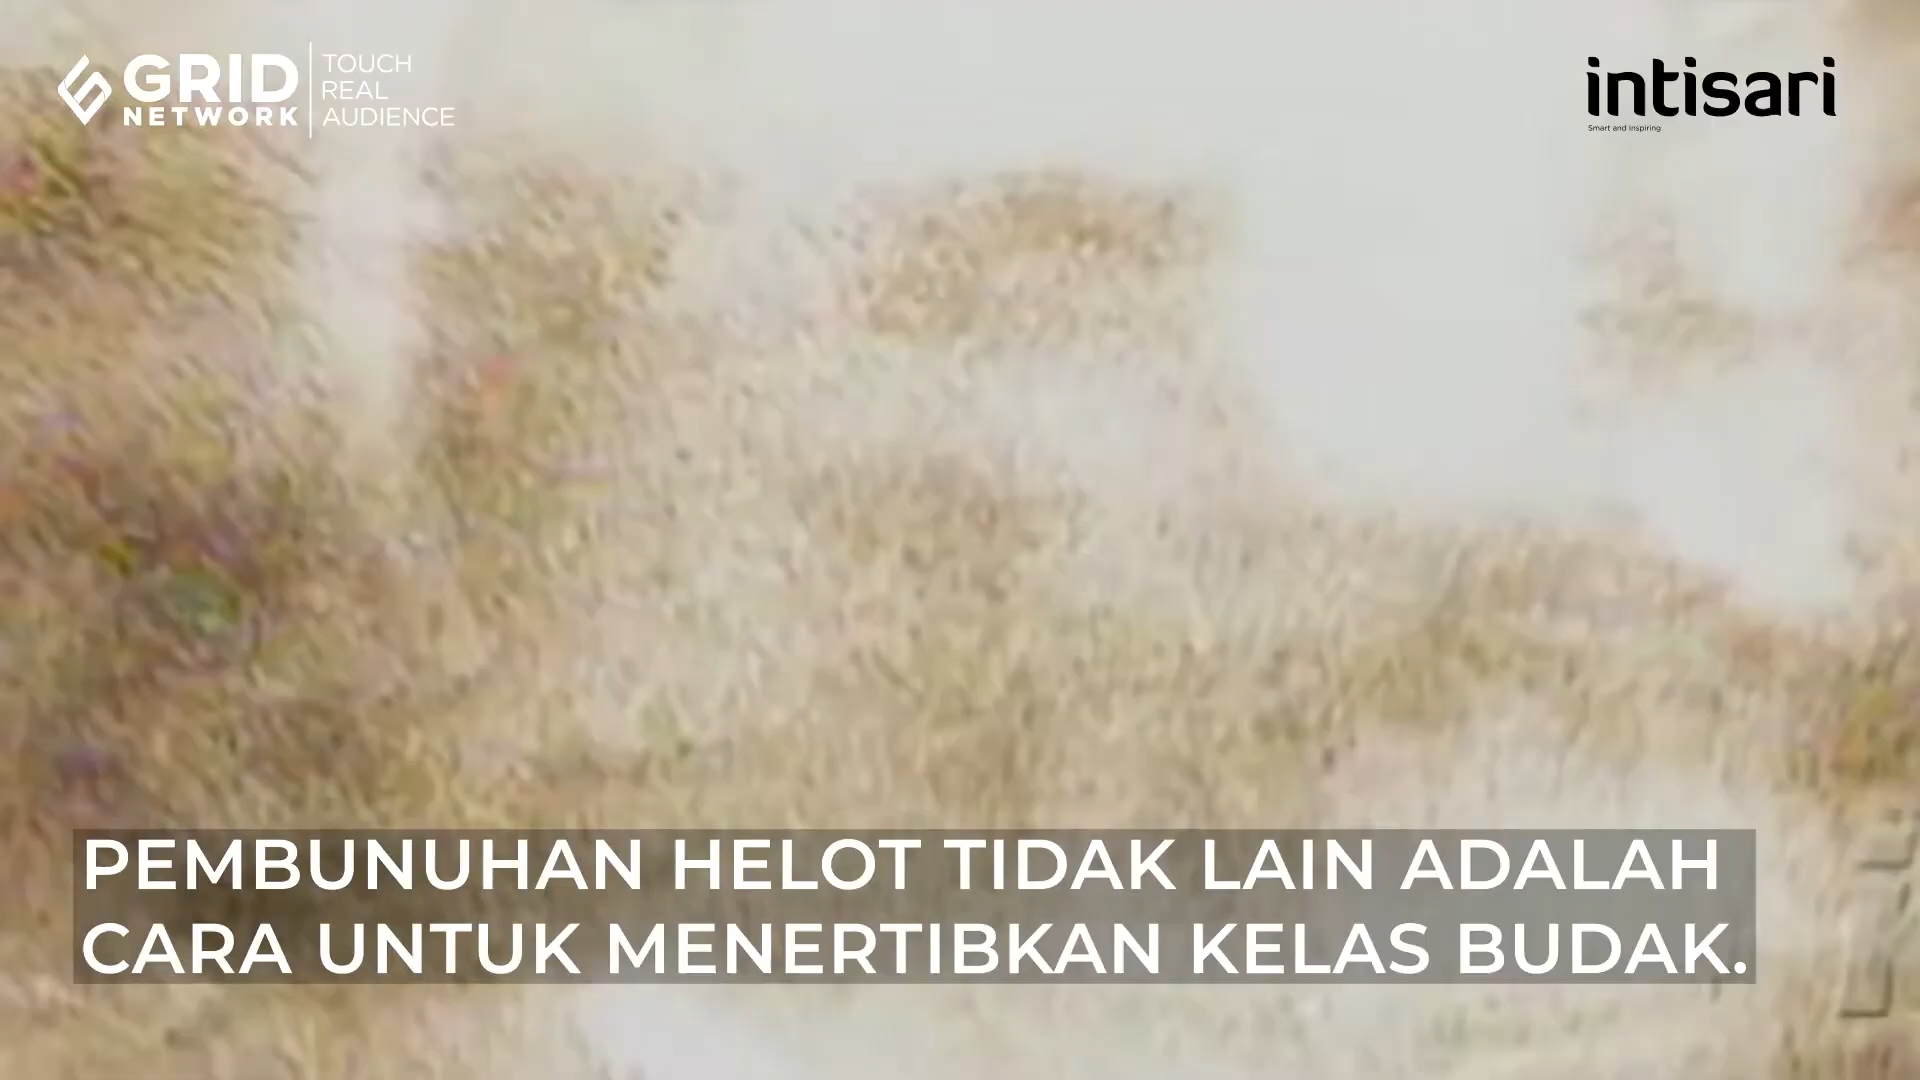 GRID
NETWORK
TOUCH
REAL
AUDIENCE
intisari
Smart and Inspiring
PEMBUNUHAN HELOT TIDAK LAIN ADALAH
CARA UNTUK MENERTIBKAN KELAS BUDAK.